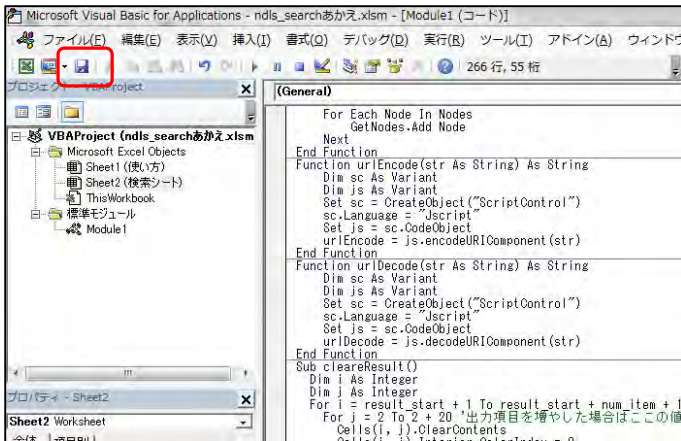 Microsoft Visual Basic for Applications - ndls_searchあかえ.xlsm - [Module1 (コード)]
ファイル(F) 編集(E) 表示(V) 挿入(I) 書式(O) デバッグ(D) 実行(R) ツール(T) アドイン(A) ウィンドウ
266 行, 55 桁
プロジェクト - VBAProject
(General)
VBAProject (ndls_searchあかえ.xlsm
Microsoft Excel Objects
Sheet1 (使い方)
Sheet2 (検索シート)
ThisWorkbook
標準モジュール
Module1
プロパティ - Sheet2
Sheet2 Worksheet
全体 項目別
For Each Node In Nodes
GetNodes.Add Node
Next
End Function
Function urlEncode(str As String) As String
Dim sc As Variant
Dim js As Variant
Set sc = CreateObject("ScriptControl")
sc.Language = "Jscript"
Set js = sc.CodeObject
urlEncode = js.encodeURIComponent(str)
End Function
Function urlDecode(str As String) As String
Dim sc As Variant
Dim js As Variant
Set sc = CreateObject("ScriptControl")
sc.Language = "Jscript"
Set js = sc.CodeObject
urlDecode = js.decodeURIComponent(str)
End Function
Sub cleareResult()
Dim i As Integer
Dim j As Integer
For i = result_start + 1 To result_start + num_item + 1
For j = 2 To 2 + 20 '出力項目を増やした場合はここの値
Cells(i, j).ClearContents
Cells(i, j).Interior.ColorIndex = 0